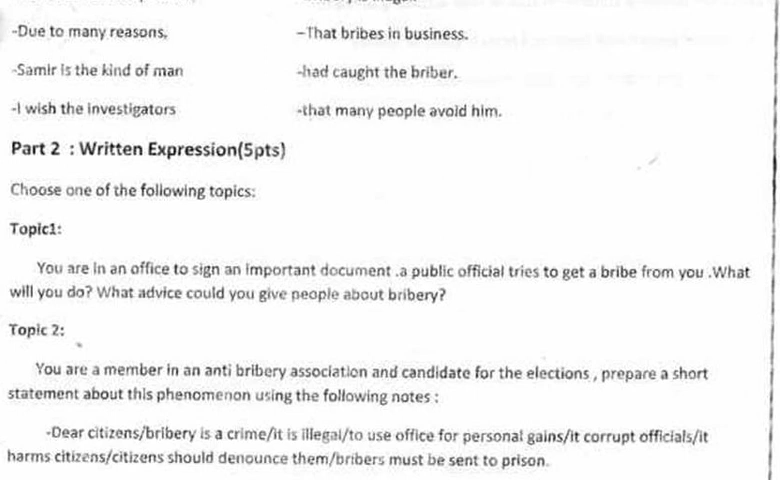 -Due to many reasons, -That bribes in business.
-Samir is the kind of man -had caught the briber.
-I wish the investigators -that many people avoid him.
Part 2 : Written Expression(5pts)
Choose one of the following topics:
Topic1:
You are in an office to sign an important document .a public official tries to get a bribe from you .What
will you do? What advice could you give people about bribery?
Topic 2:
You are a member in an anti bribery association and candidate for the elections , prepare a short
statement about this phenomenon using the following notes :
-Dear citizens/bribery is a crime/it is illegal/to use office for personal gains/it corrupt officials/it
harms citizens/citizens should denounce them/bribers must be sent to prison.